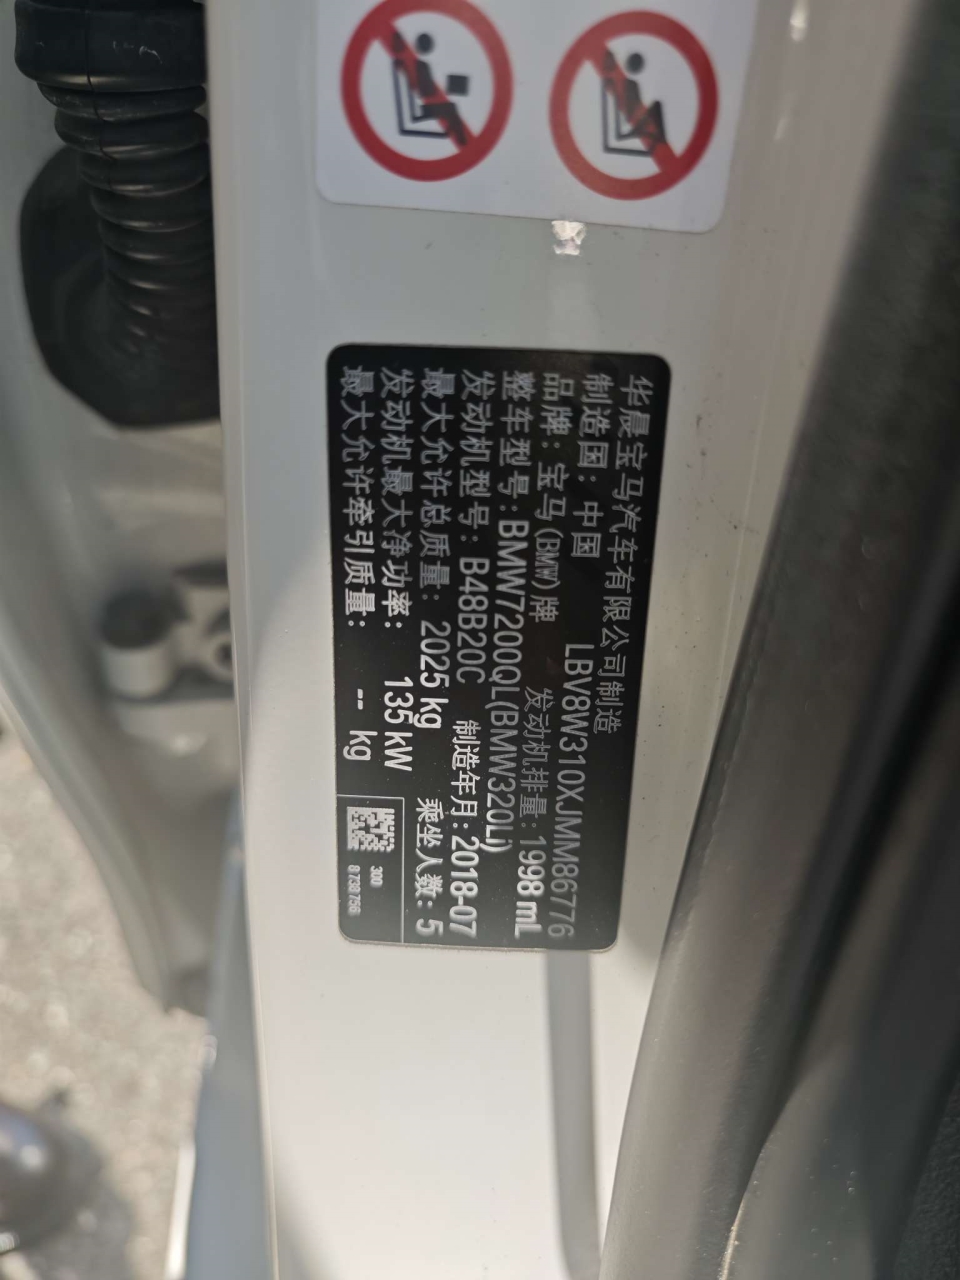 华晨宝马汽车有限公司制造
制造国：中国 LBV8W310XJMM86776
品牌：宝马(BMW)牌 发动机排量：1998 mL
整车型号：BMW7200QL(BMW320Li)
发动机型号：B48B20C 制造年月：2018-07
最大允许总质量：2025 kg 乘坐人数：5
发动机最大净功率：135 kW
最大允许牵引质量：-- kg
300
8 738 756